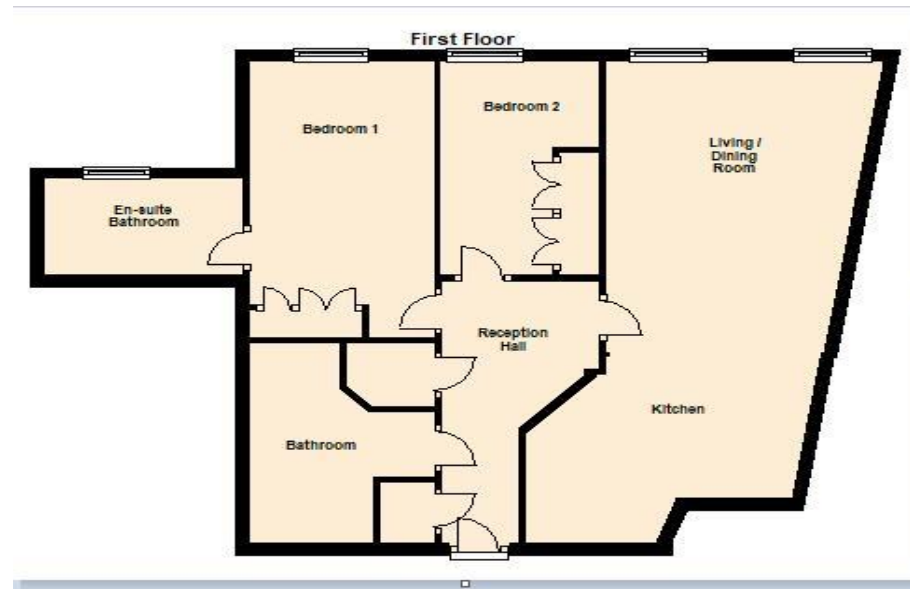 First Floor
Bedroom 1
Bedroom 2
Living /
Dining
Room
En-suite
Bathroom
Reception
Hall
Kitchen
Bathroom